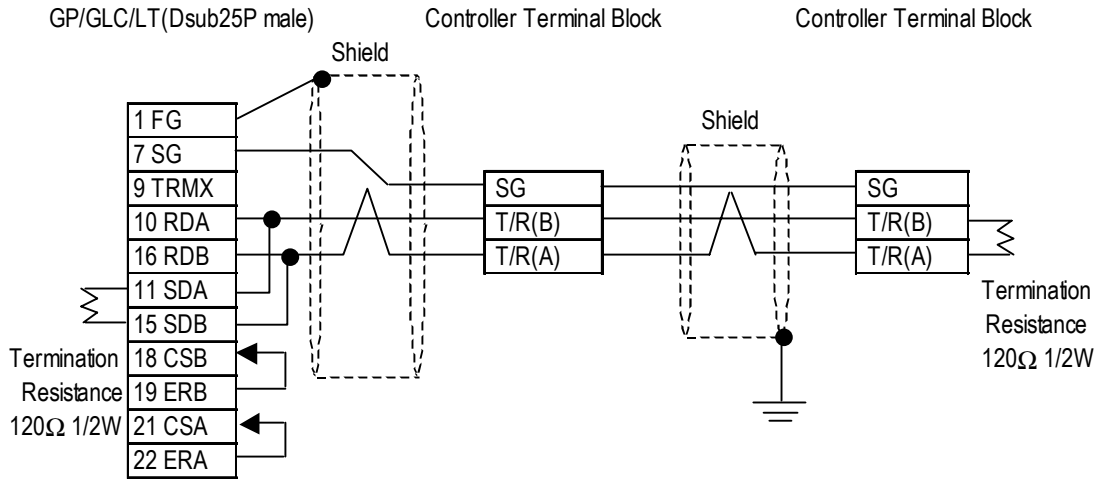 GP/GLC/LT(Dsub25P male)
Controller Terminal Block
Controller Terminal Block
Shield
Shield
1 FG
7 SG
9 TRMX
10 RDA
16 RDB
11 SDA
15 SDB
18 CSB
19 ERB
21 CSA
22 ERA
Termination
Resistance
120Ω 1/2W
SG
T/R(B)
T/R(A)
SG
T/R(B)
T/R(A)
Termination
Resistance
120Ω 1/2W